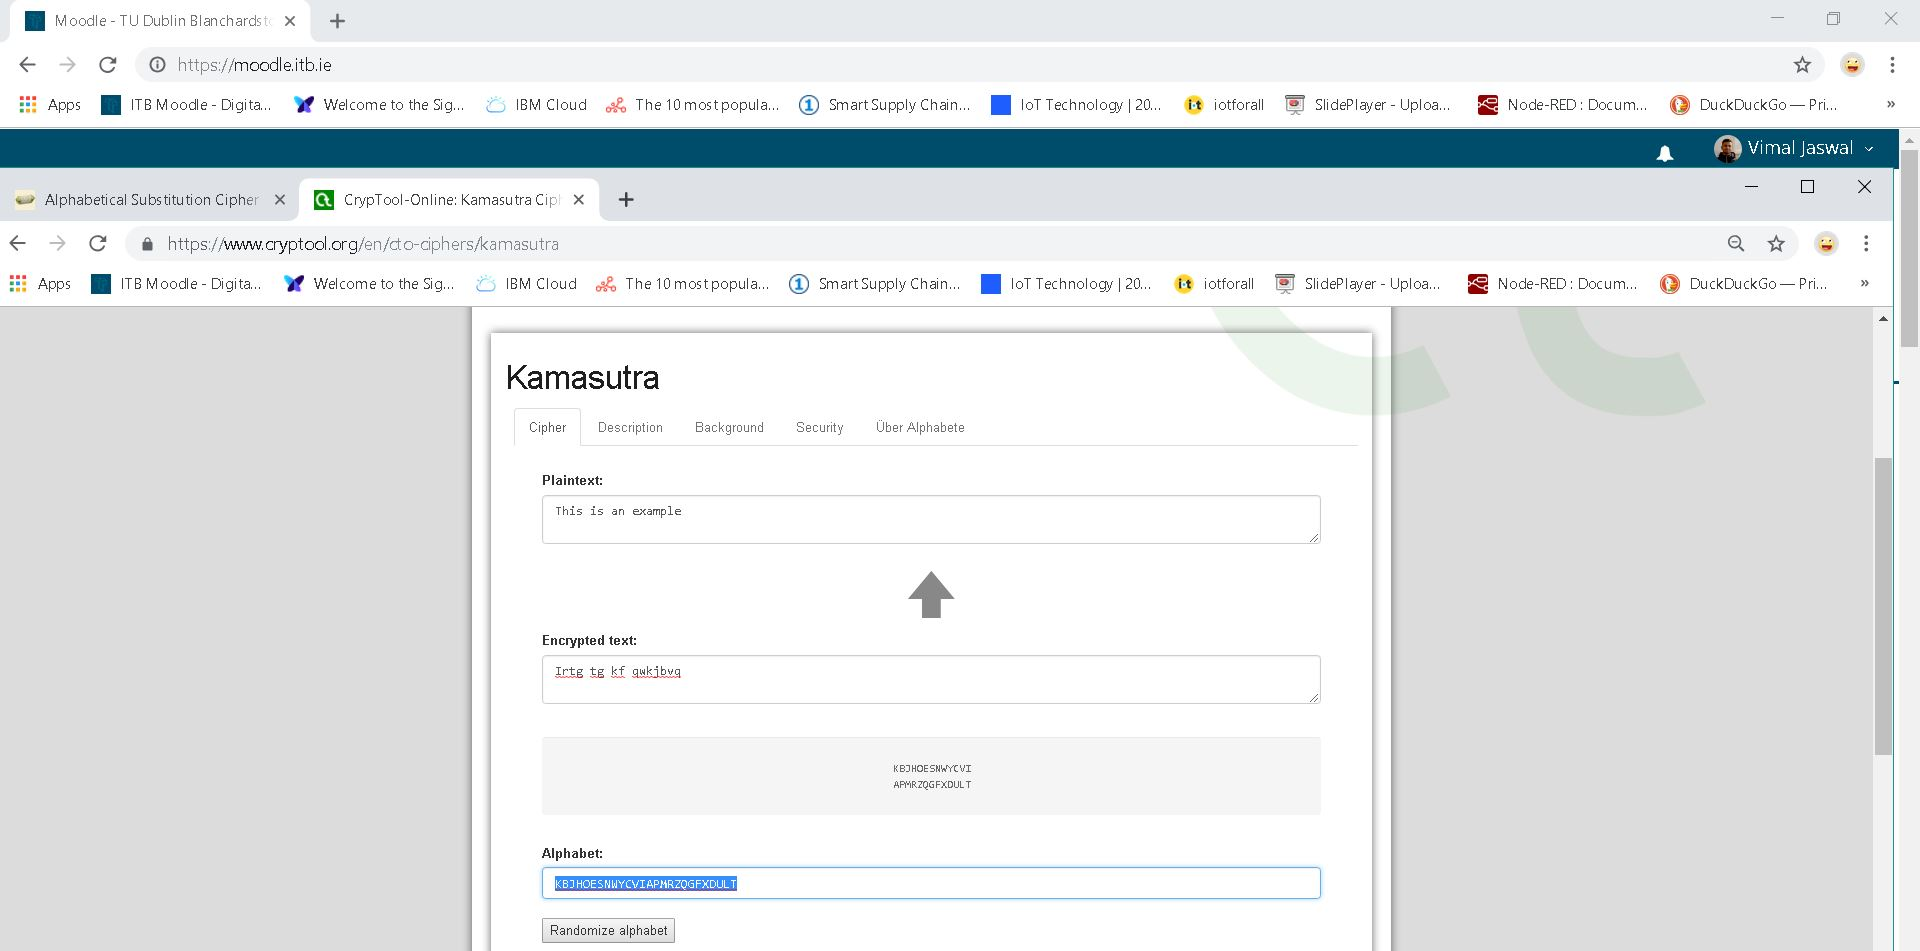 Moodle - TU Dublin Blanchardsto
https://moodle.itb.ie
Apps ITB Moodle - Digita... Welcome to the Sig... IBM Cloud The 10 most popula... Smart Supply Chain... IoT Technology | 20... iotforall SlidePlayer - Uploa... Node-RED : Docum... DuckDuckGo — Pri... »
Vimal Jaswal
Alphabetical Substitution Cipher CrypTool-Online: Kamasutra Ciph
https://www.cryptool.org/en/cto-ciphers/kamasutra
Apps ITB Moodle - Digita... Welcome to the Sig... IBM Cloud The 10 most popula... Smart Supply Chain... IoT Technology | 20... iotforall SlidePlayer - Uploa... Node-RED : Docum... DuckDuckGo — Pri... »
Kamasutra
Cipher Description Background Security Über Alphabete
Plaintext:
This is an example
Encrypted text:
Irtg tg kf qwkjbvq
KBJHOESNWYCVI
APMRZQGFXDULT
Alphabet:
KBJHOESNWYCVIAPMRZQGFXDULT
Randomize alphabet